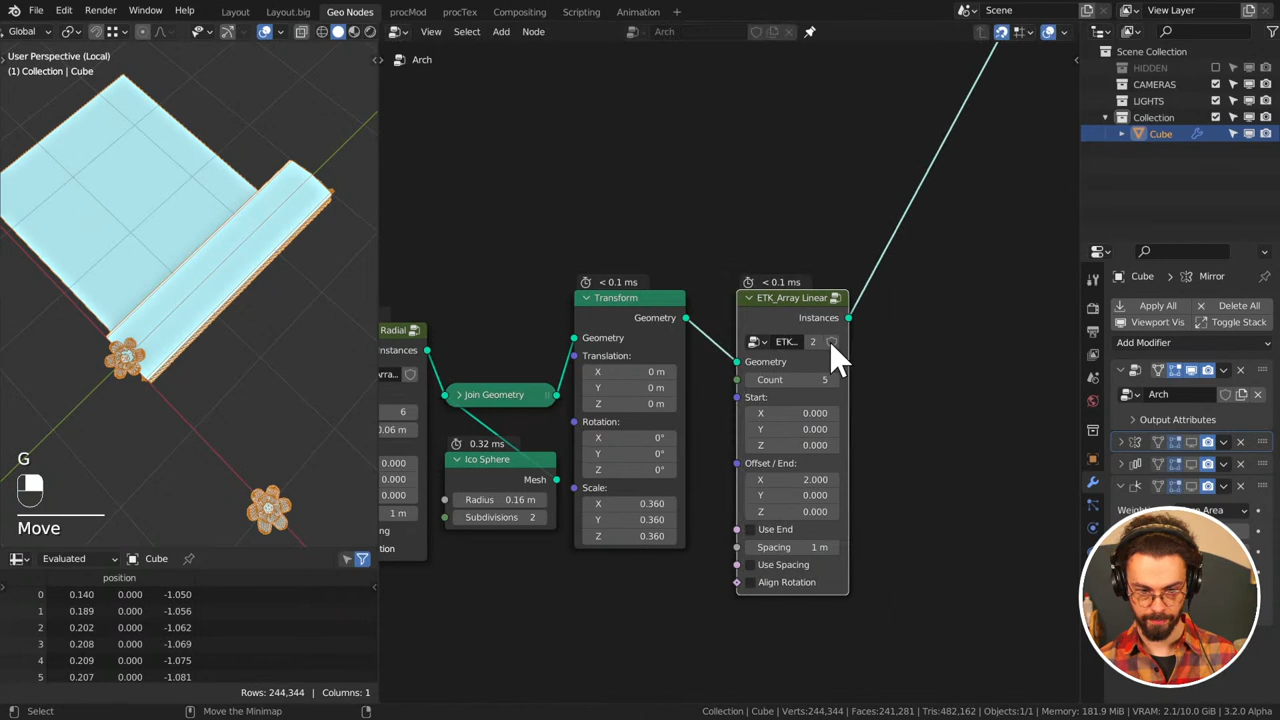 File Edit Render Window Help Layout Layout.big Geo Nodes procMod procTex Compositing Scripting Animation + Scene View Layer
Global View Select Add Node Arch
User Perspective (Local)
(1) Collection | Cube
Arch
Scene Collection
HIDDEN
CAMERAS
LIGHTS
Collection
Cube
Cube Mirror
Apply All Delete All
Viewport Vis Toggle Stack
Add Modifier
Arch
Output Attributes
Area
Radial
Instances
6
0.06 m
0.000
0.000
0.000
1 m
Join Geometry
0.32 ms
Ico Sphere
Mesh
Radius 0.16 m
Subdivisions 2
< 0.1 ms
Transform
Geometry
Geometry
Translation:
X 0 m
Y 0 m
Z 0 m
Rotation:
X 0°
Y 0°
Z 0°
Scale:
X 0.360
Y 0.360
Z 0.360
< 0.1 ms
ETK_Array Linear
Instances
ETK... 2
Geometry
Count 5
Start:
X 0.000
Y 0.000
Z 0.000
Offset / End:
X 2.000
Y 0.000
Z 0.000
Use End
Spacing 1 m
Use Spacing
Align Rotation
G
Move
Evaluated Cube
position
0 0.140 0.000 -1.050
1 0.189 0.000 -1.056
2 0.202 0.000 -1.062
3 0.208 0.000 -1.069
4 0.209 0.000 -1.075
5 0.207 0.000 -1.081
Rows: 244,344 | Columns: 1
Select Move the Minimap Collection | Cube | Verts:244,344 | Faces:241,281 | Tris:482,162 | Objects:1/1 | Memory: 181.9 MiB | VRAM: 2.1/10.0 GiB | 3.2.0 Alpha